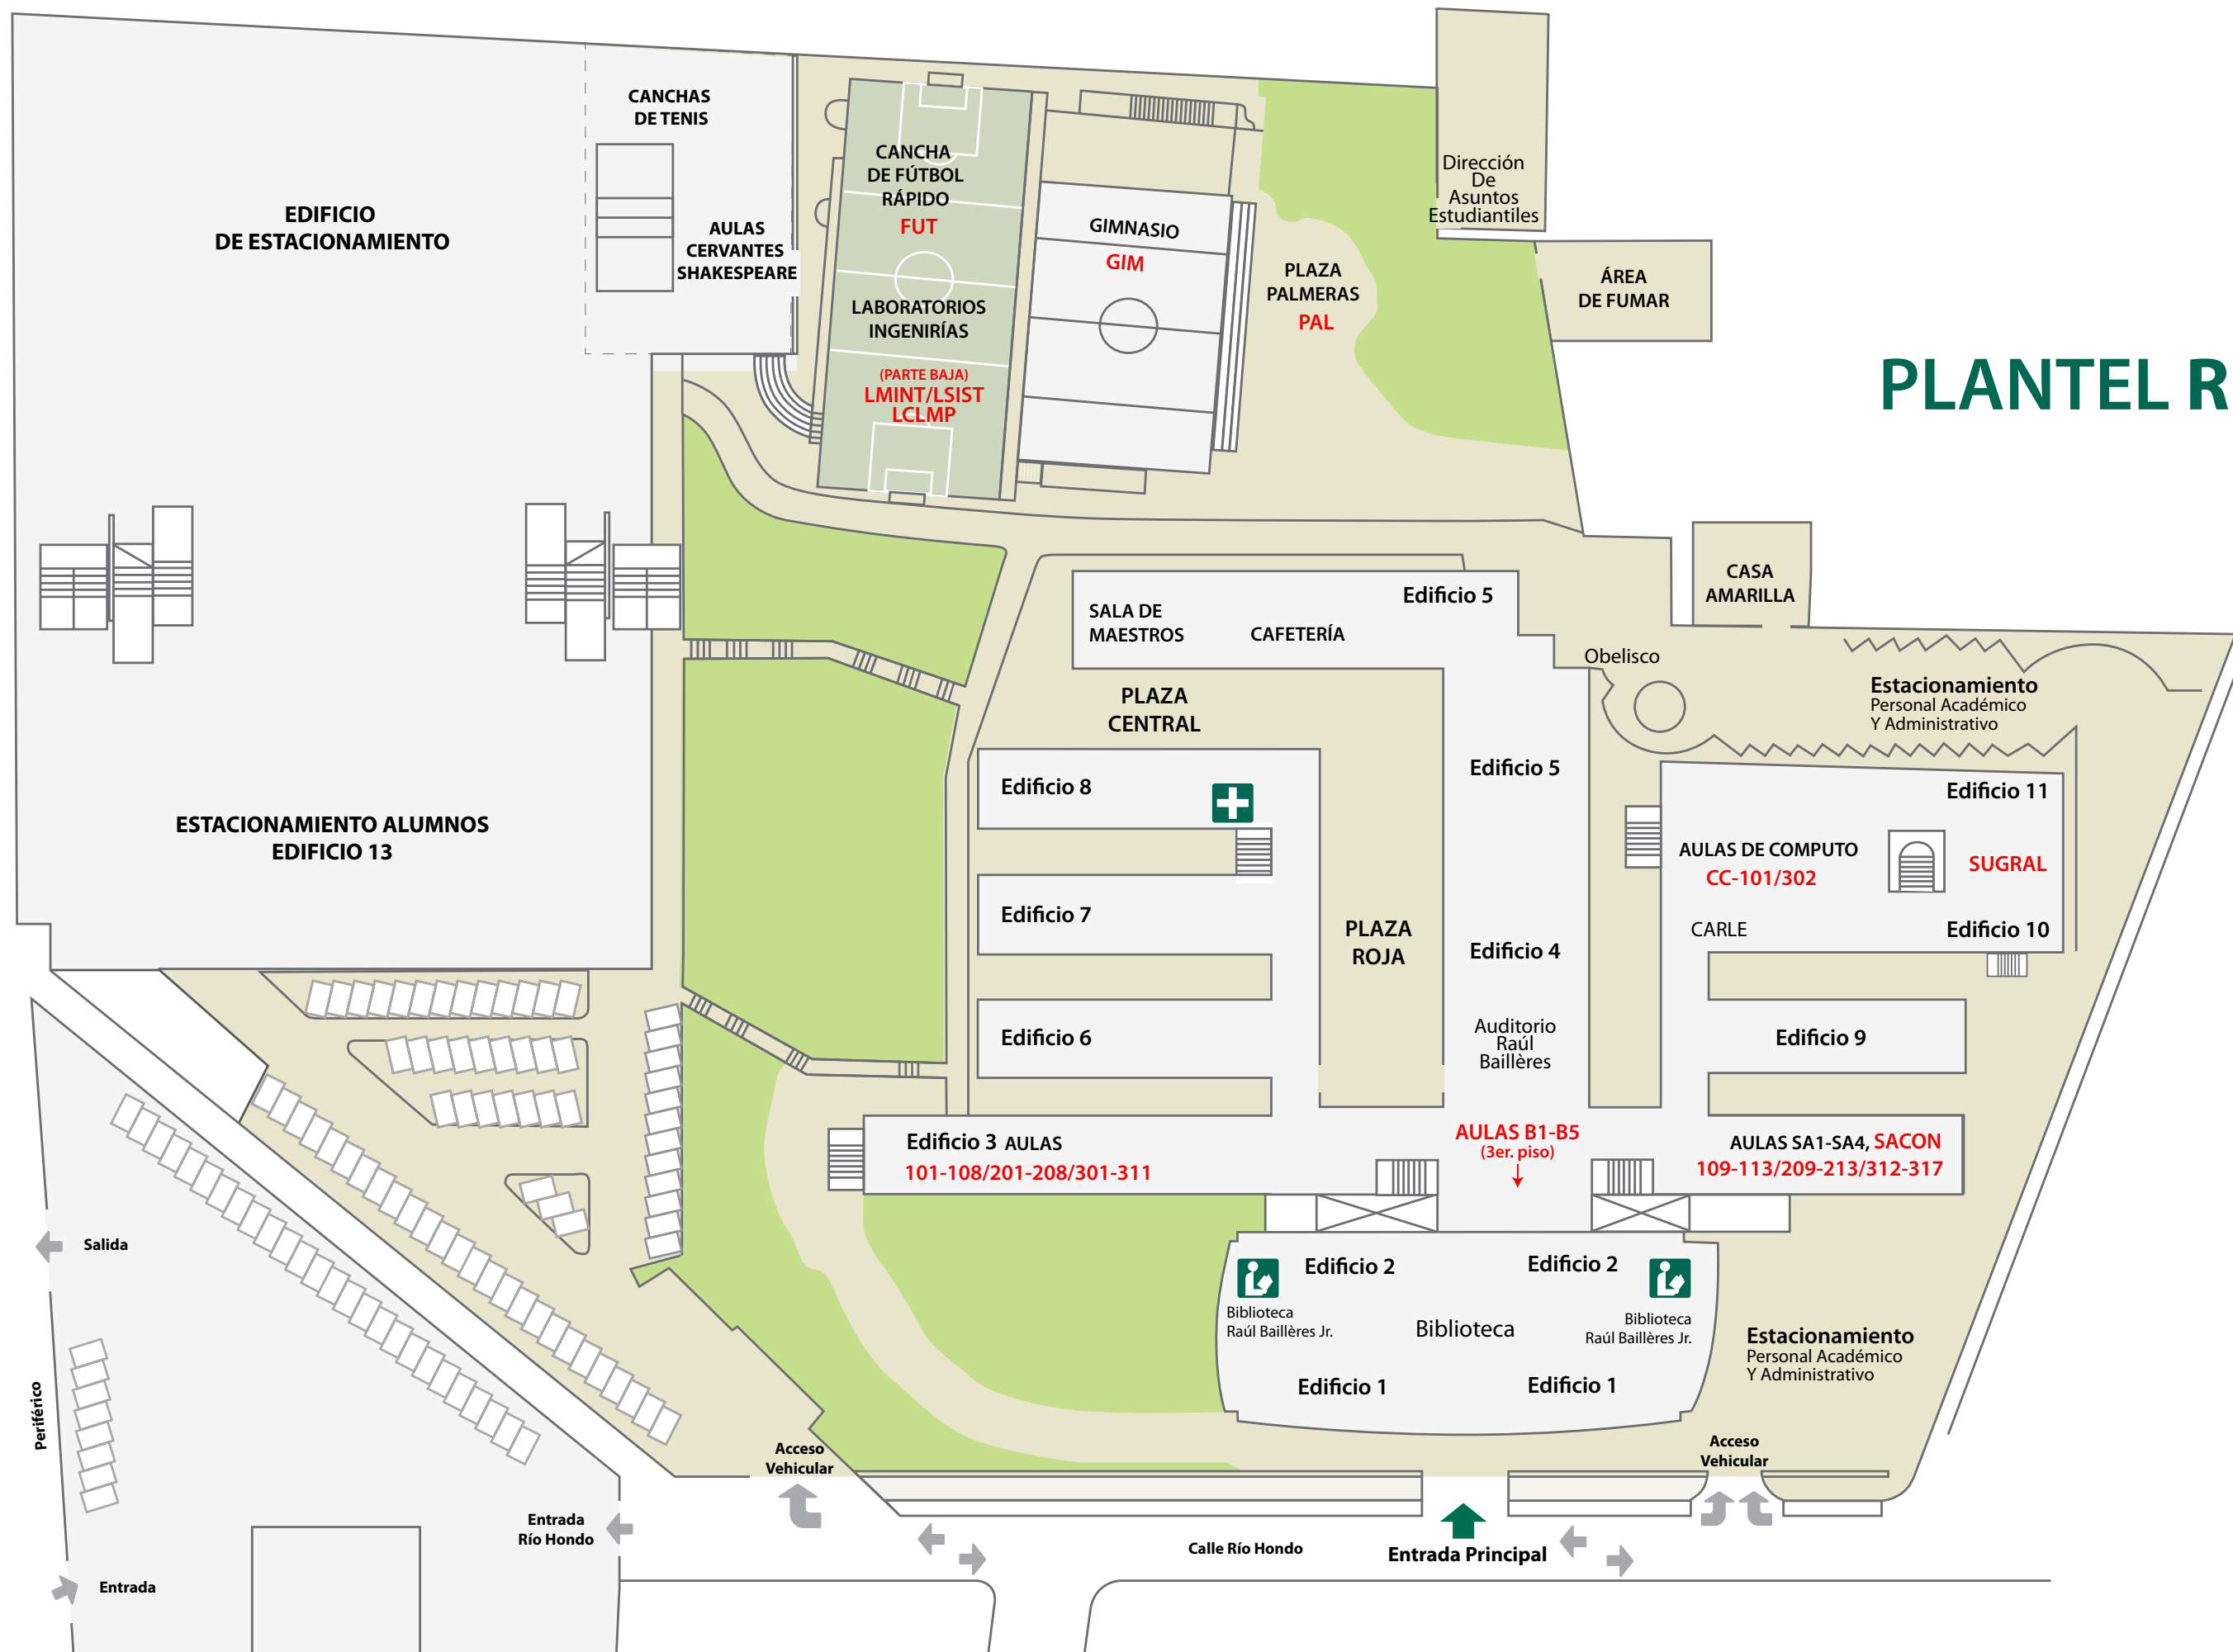 CANCHAS
DE TENIS
EDIFICIO
DE ESTACIONAMIENTO
AULAS
CERVANTES
SHAKESPEARE
CANCHA
DE FÚTBOL
RÁPIDO
FUT
LABORATORIOS
INGENIRÍAS
(PARTE BAJA)
LMINT/LSIST
LCLMP
GIMNASIO
GIM
PLAZA
PALMERAS
PAL
Dirección
De
Asuntos
Estudiantiles
ÁREA
DE FUMAR
PLANTEL R
CASA
AMARILLA
SALA DE
MAESTROS
CAFETERÍA
Edificio 5
Obelisco
Estacionamiento
Personal Académico
Y Administrativo
PLAZA
CENTRAL
Edificio 8
Edificio 5
Edificio 11
ESTACIONAMIENTO ALUMNOS
EDIFICIO 13
AULAS DE COMPUTO
CC-101/302
SUGRAL
Edificio 7
PLAZA
ROJA
Edificio 4
CARLE
Edificio 10
Edificio 6
Auditorio
Raúl
Baillères
Edificio 9
Edificio 3 AULAS
101-108/201-208/301-311
AULAS B1-B5
(3er. piso)
AULAS SA1-SA4, SACON
109-113/209-213/312-317
Salida
Edificio 2
Edificio 2
Biblioteca
Raúl Baillères Jr.
Biblioteca
Biblioteca
Raúl Baillères Jr.
Estacionamiento
Personal Académico
Y Administrativo
Edificio 1
Edificio 1
Periférico
Acceso
Vehicular
Acceso
Vehicular
Entrada
Río Hondo
Calle Río Hondo
Entrada Principal
Entrada